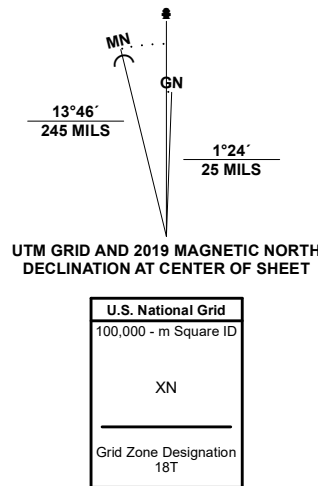 MN
GN
13°46´
245 MILS
1°24´
25 MILS
UTM GRID AND 2019 MAGNETIC NORTH
DECLINATION AT CENTER OF SHEET
U.S. National Grid
100,000 - m Square ID
XN
Grid Zone Designation
18T